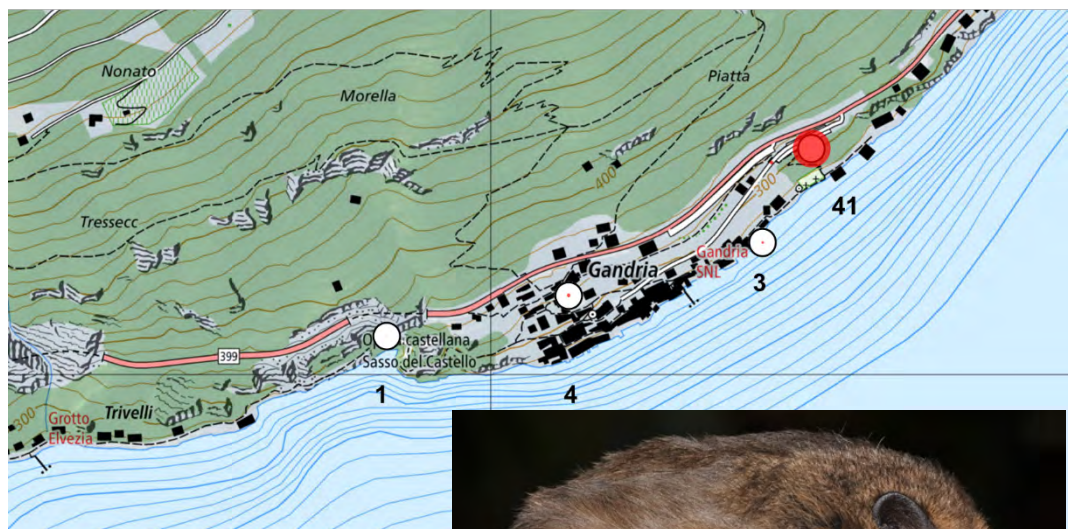 Nonato
Morella
Piatta
Tressecc
400
300
41
Gandria
Gandria
SNL
3
399
castellana
Sasso del Castello
1
4
300
Trivelli
Grotto
Elvezia